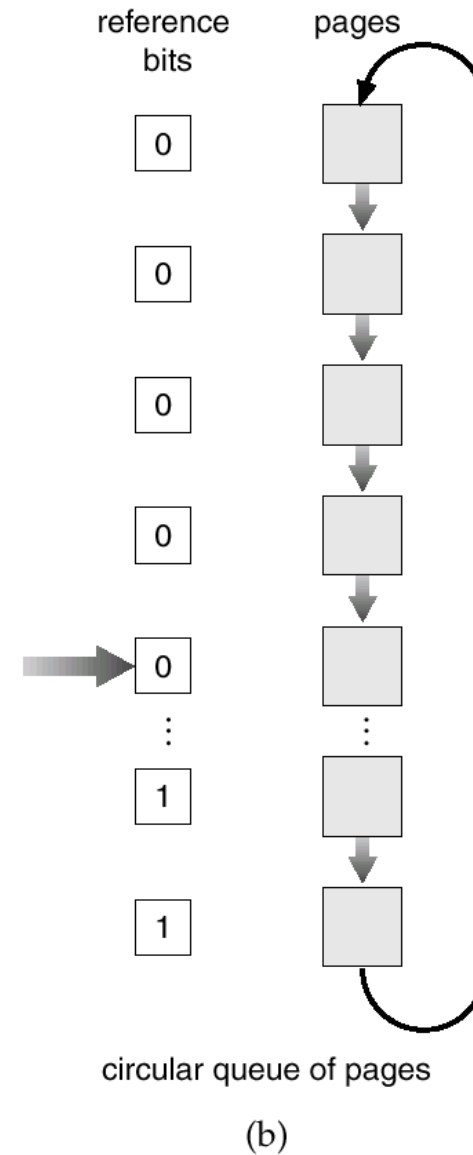 reference pages
bits
0
0
0
0
0
⋮ ⋮
1
1
circular queue of pages
(b)